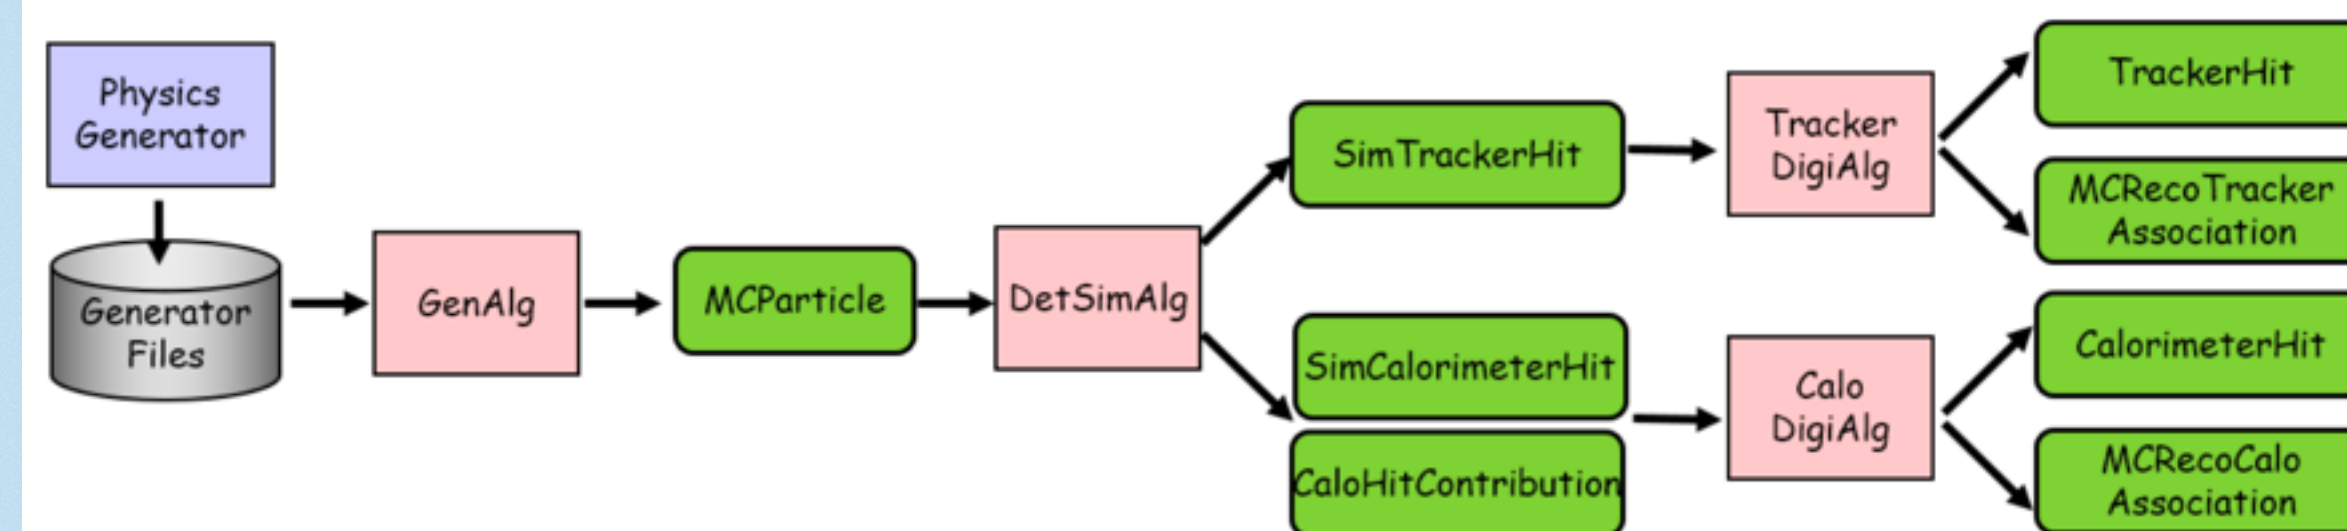 Physics
Generator
Generator
Files
GenAlg
MCParticle
DetSimAlg
SimTrackerHit
SimCalorimeterHit
CaloHitContribution
Tracker
DigiAlg
Calo
DigiAlg
TrackerHit
MCRecoTracker
Association
CalorimeterHit
MCRecoCalo
Association